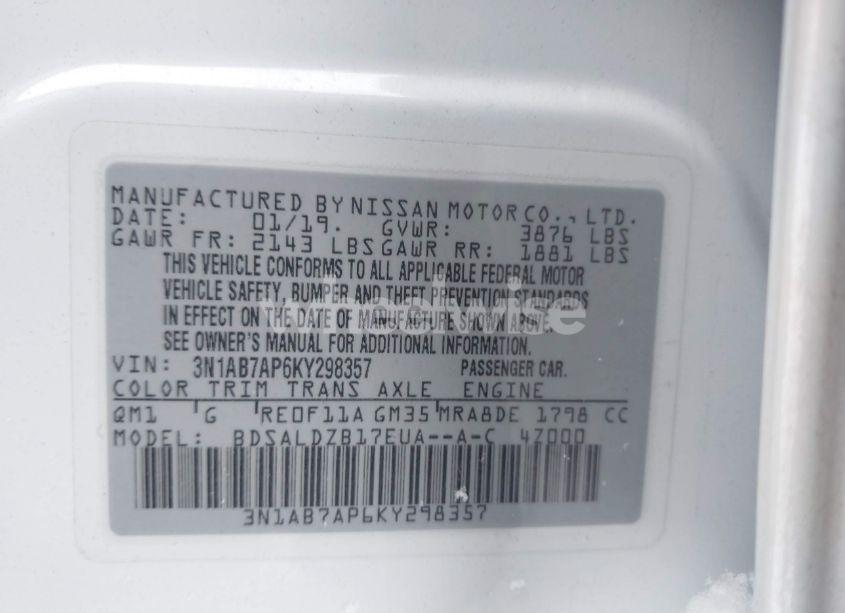 MANUFACTURED BY NISSAN MOTOR CO., LTD.
DATE: 01/19. GVWR: 3876 LBS
GAWR FR: 2143 LBS GAWR RR: 1881 LBS
THIS VEHICLE CONFORMS TO ALL APPLICABLE FEDERAL MOTOR
VEHICLE SAFETY, BUMPER AND THEFT PREVENTION STANDARDS
IN EFFECT ON THE DATE OF MANUFACTURE SHOWN ABOVE.
SEE OWNER'S MANUAL FOR ADDITIONAL INFORMATION.
VIN: 3N1AB7AP6KY298357 PASSENGER CAR.
COLOR TRIM TRANS AXLE ENGINE
QM1 G RE0F11A GM35 MRA8DE 1798 CC
MODEL: BDSALDZB17EUA--A-C 4Z000
3N1AB7AP6KY298357